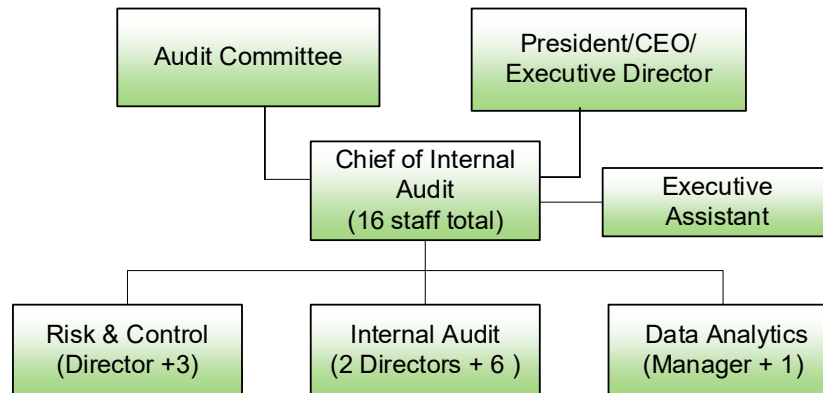 Audit Committee
President/CEO/
Executive Director
Chief of Internal
Audit
(16 staff total)
Executive
Assistant
Risk & Control
(Director +3)
Internal Audit
(2 Directors + 6 )
Data Analytics
(Manager + 1)